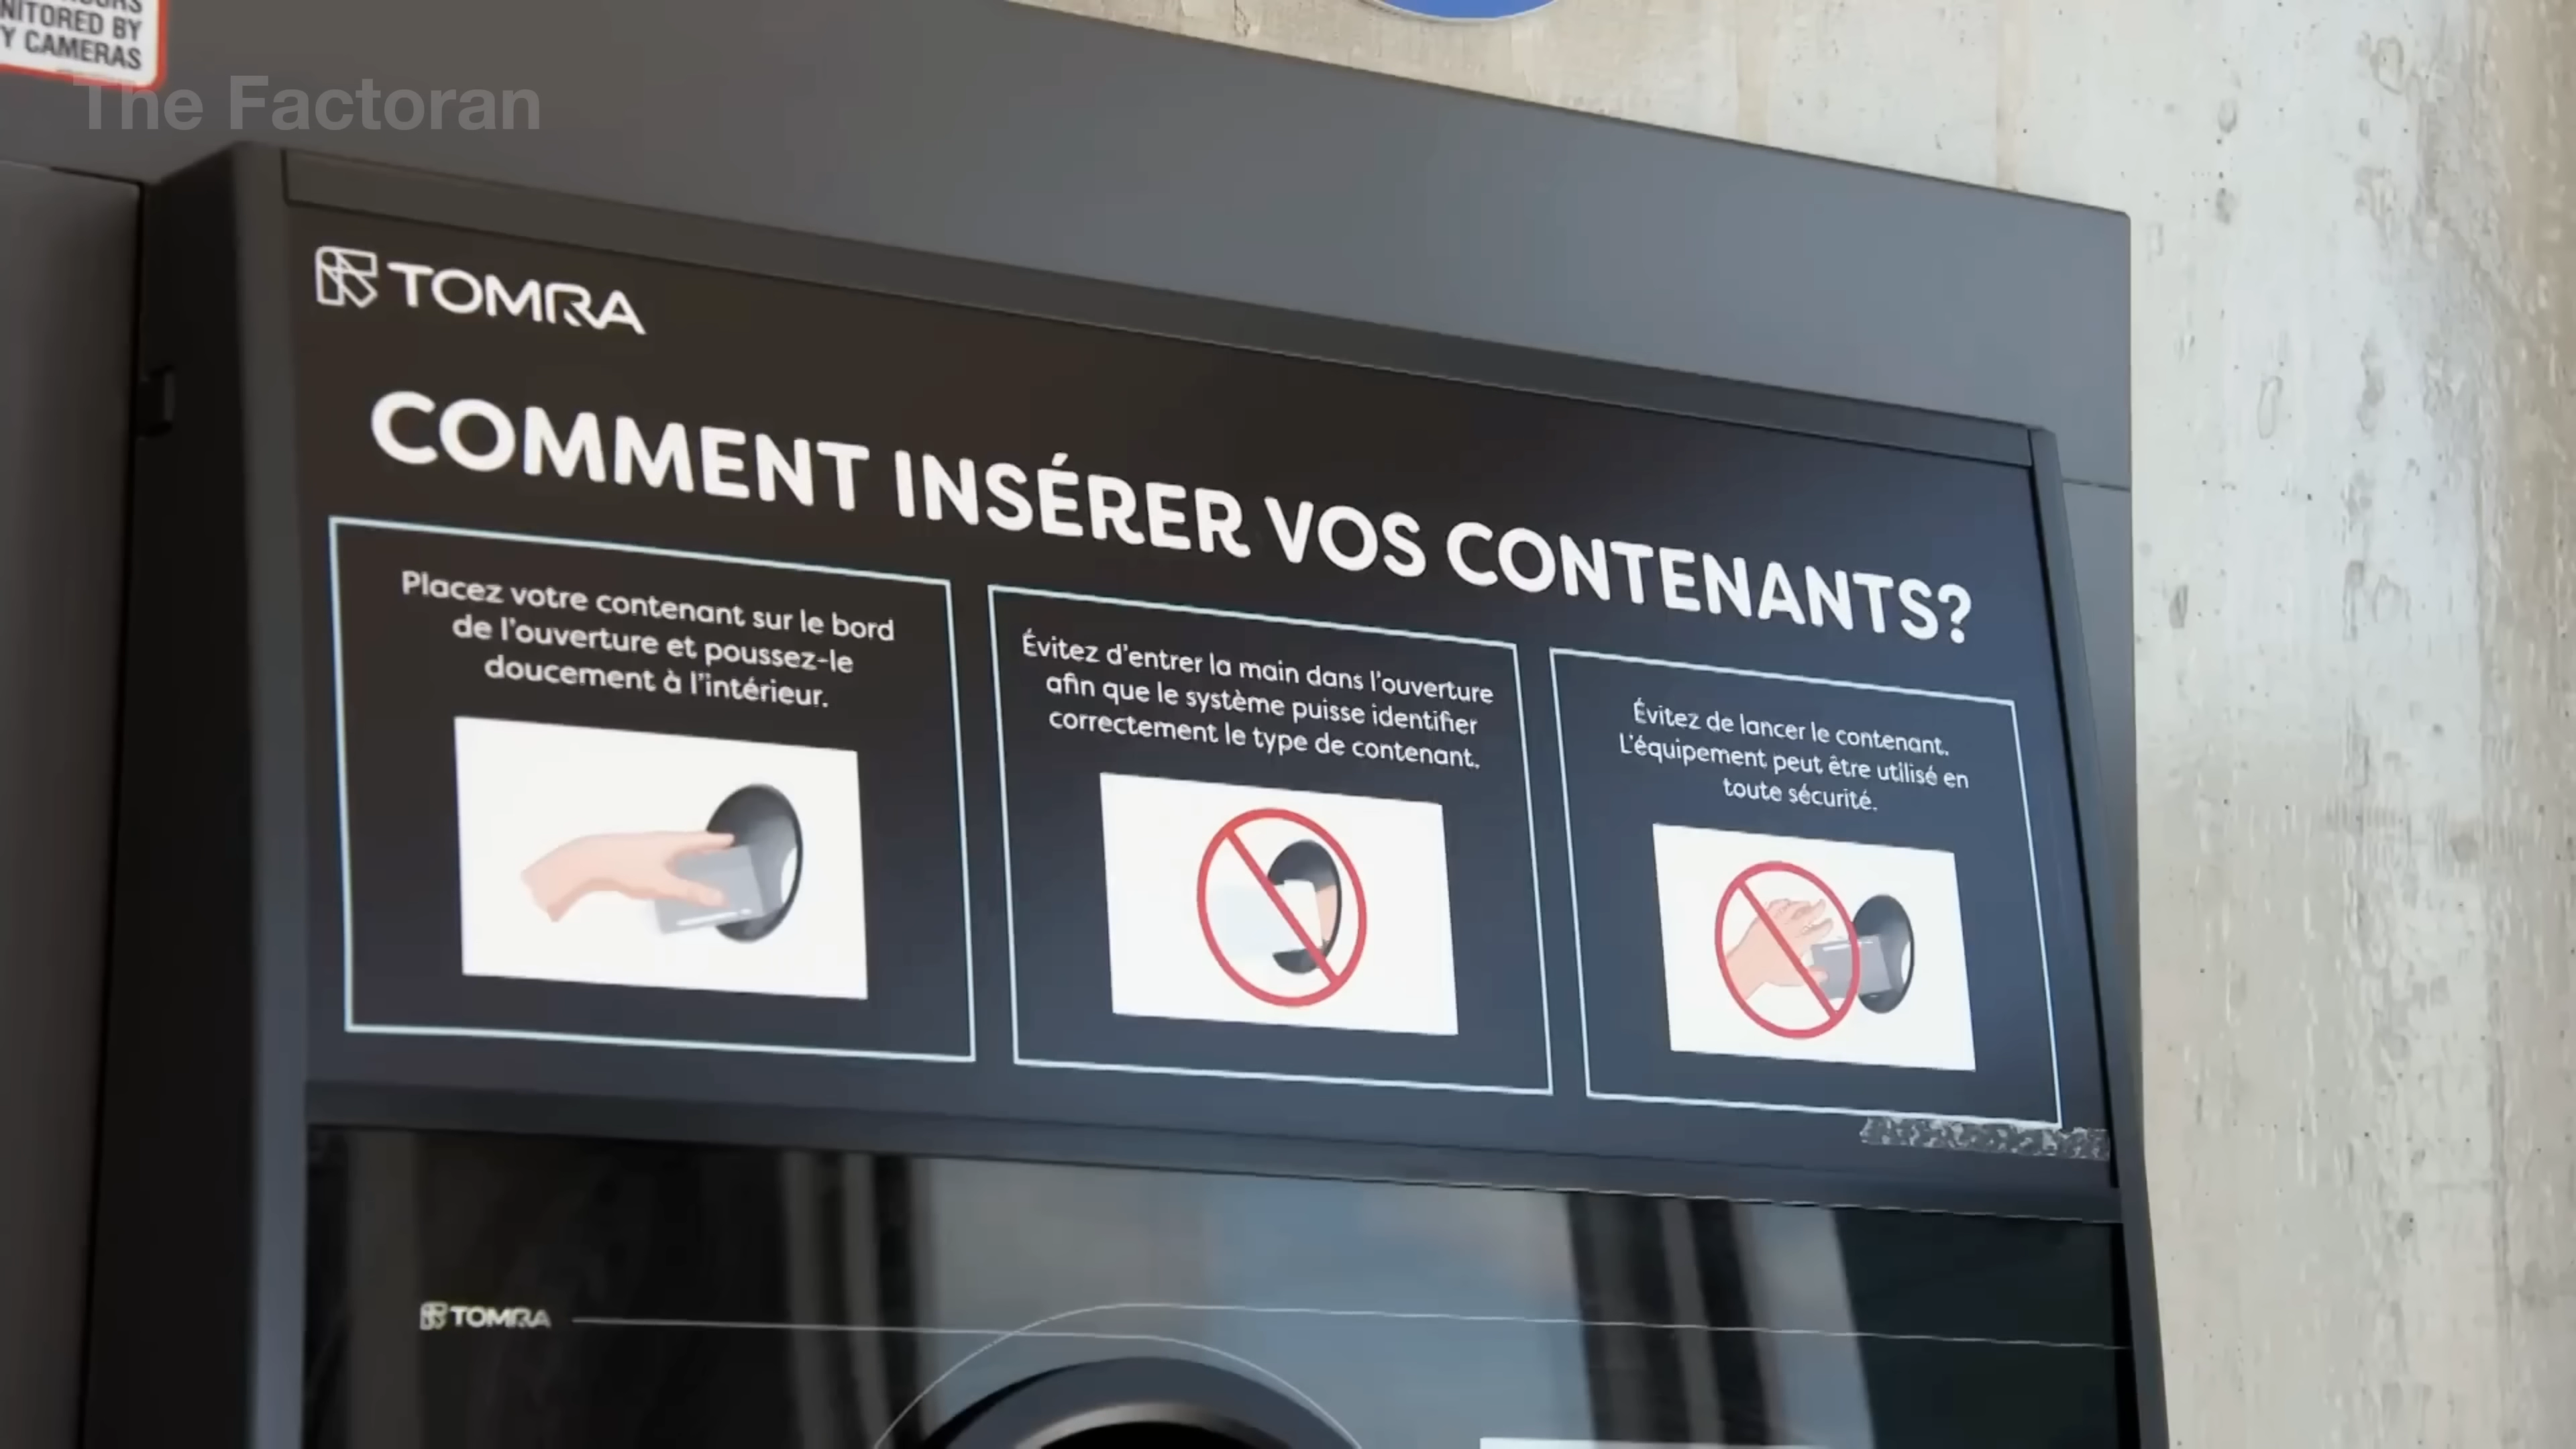 NITORED BY
Y CAMERAS
The Factoran
TOMRA
COMMENT INSÉRER VOS CONTENANTS?
Placez votre contenant sur le bord
de l'ouverture et poussez-le
doucement à l'intérieur.
Évitez d'entrer la main dans l'ouverture
afin que le système puisse identifier
correctement le type de contenant.
Évitez de lancer le contenant.
L'équipement peut être utilisé en
toute sécurité.
TOMRA